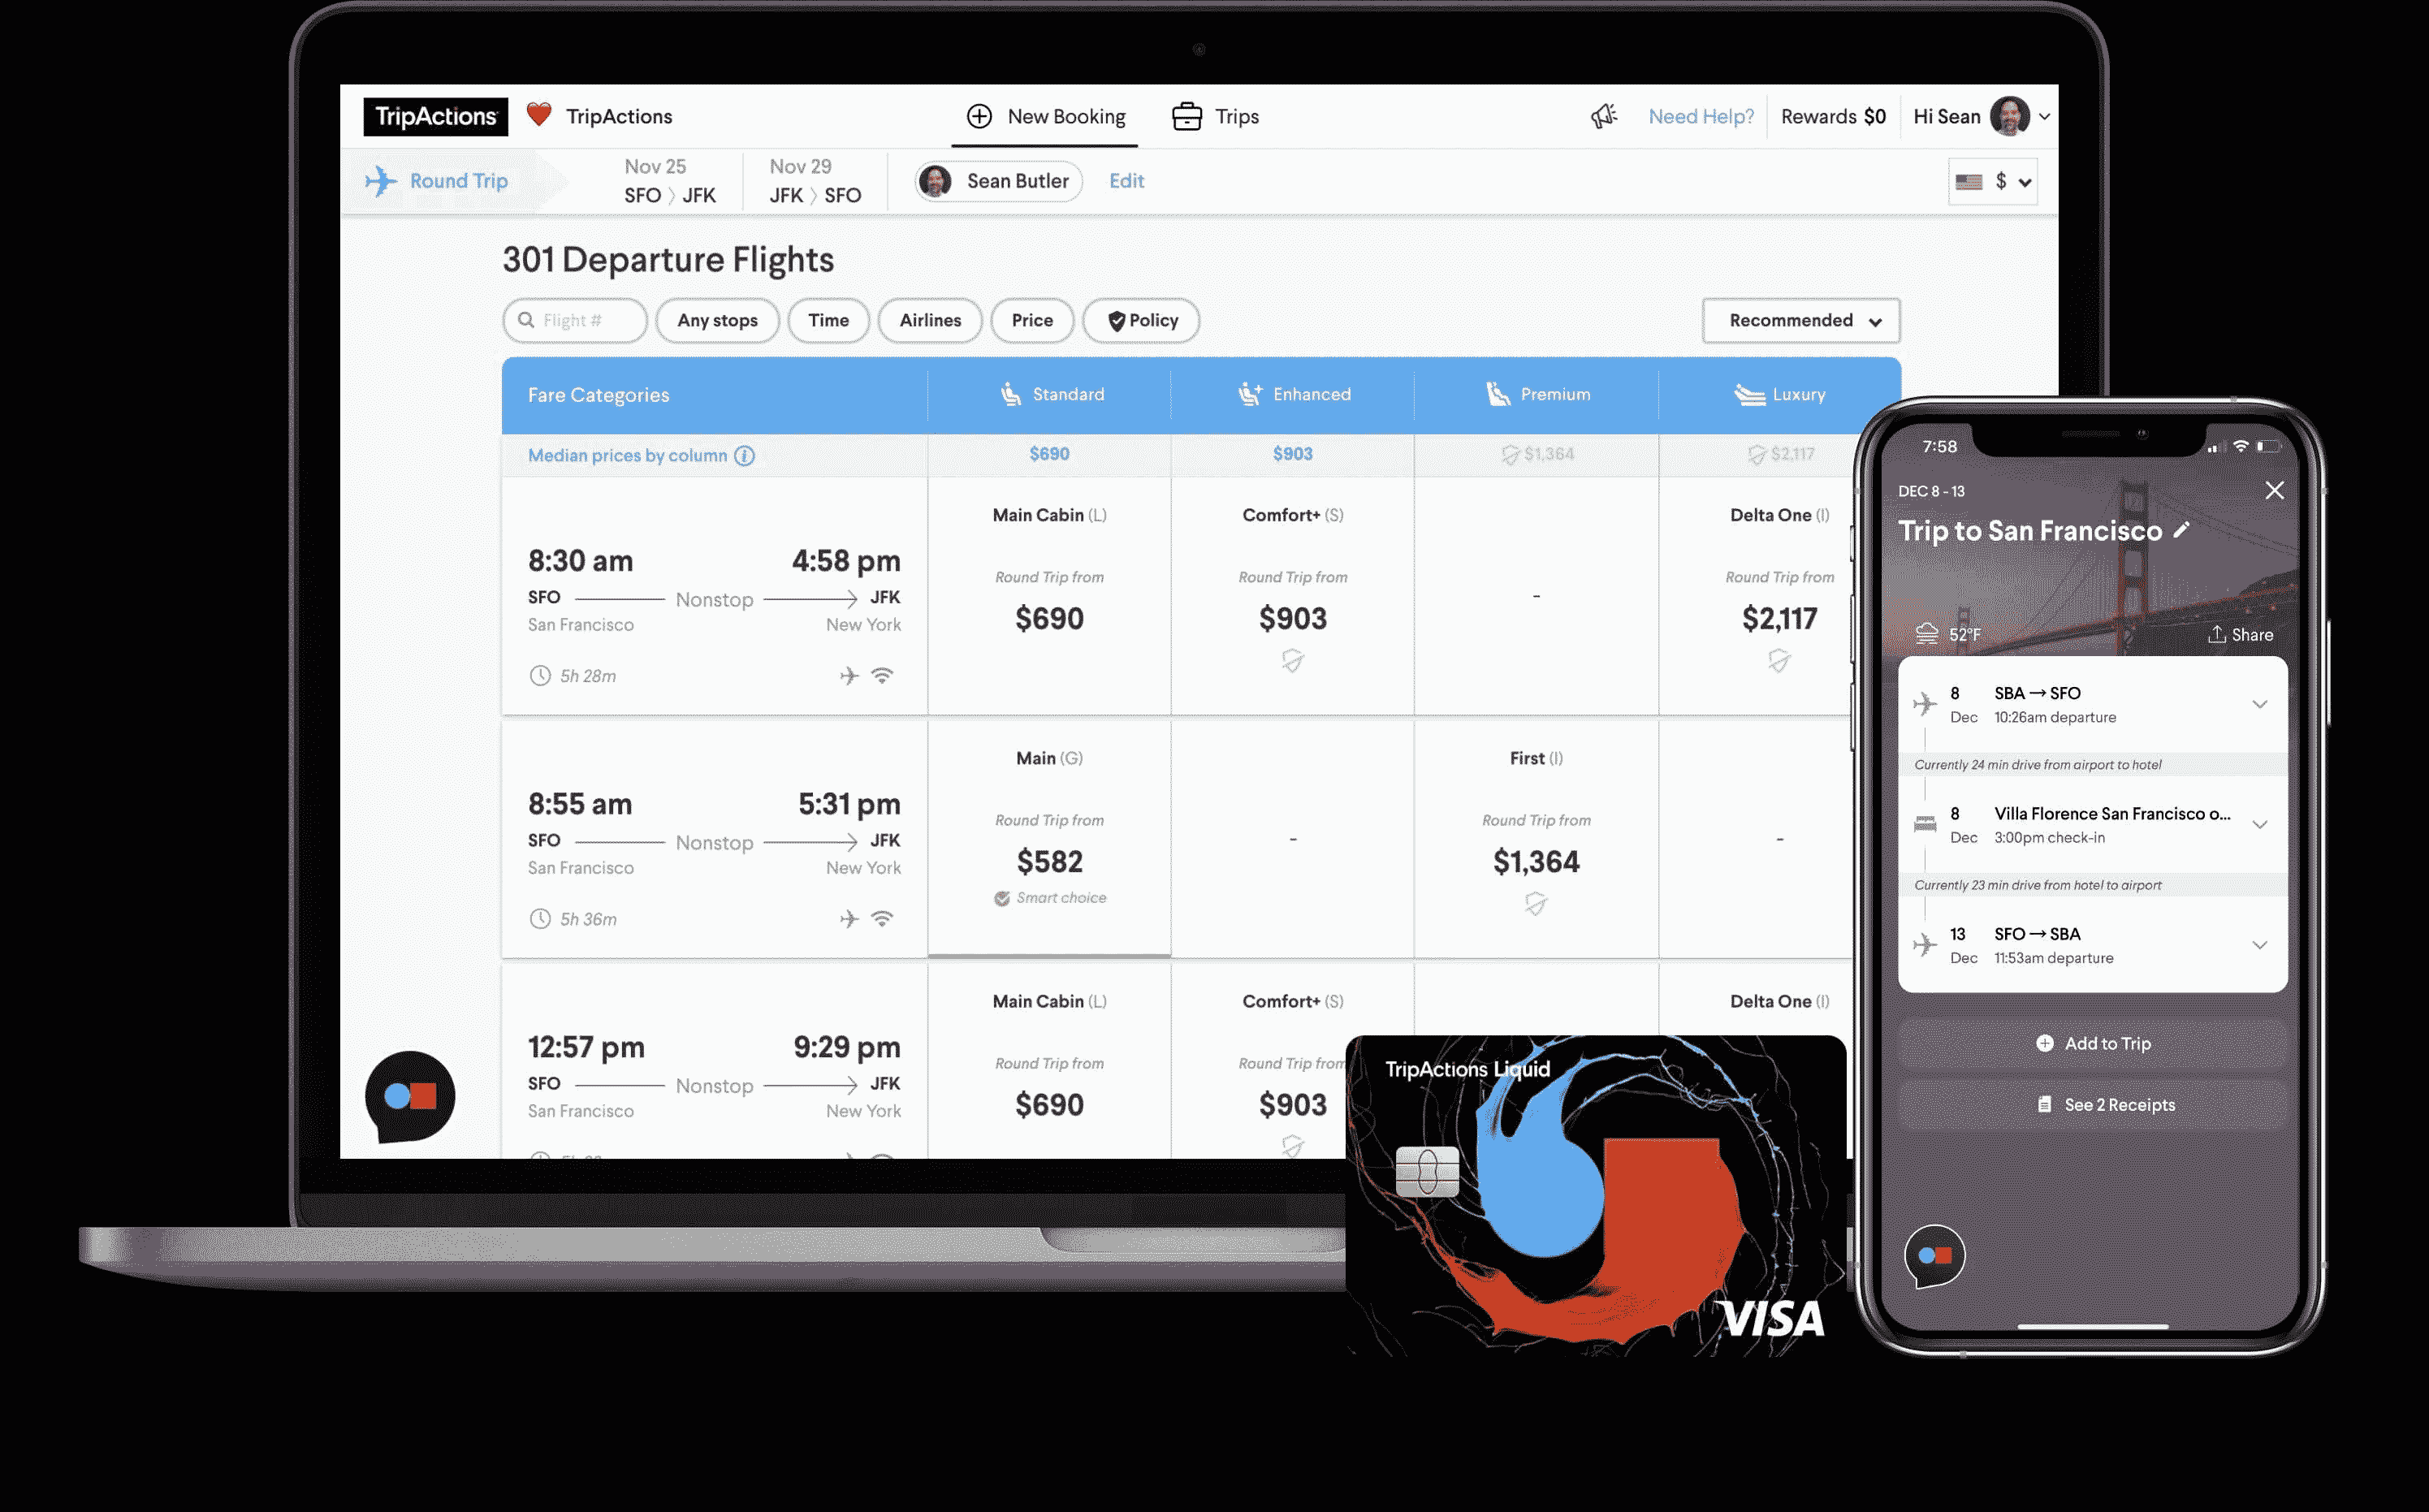 TripActions TripActions New Booking Trips Need Help? Rewards $0 Hi Sean
Round Trip
Nov 25
SFO 〉 JFK
Nov 29
JFK 〉 SFO
Sean Butler Edit
$
301 Departure Flights
Flight # Any stops Time Airlines Price Policy Recommended
Fare Categories Standard Enhanced Premium Luxury
Median prices by column $690 $903 $1,364 $2,117
Main Cabin (L) Comfort+ (S) Delta One (I)
8:30 am 4:58 pm
Round Trip from Round Trip from Round Trip from
SFO Nonstop JFK
$690 $903 - $2,117
San Francisco New York
5h 28m
Main (G) First (I)
8:55 am 5:31 pm
Round Trip from Round Trip from
SFO Nonstop JFK
$582 - $1,364 -
San Francisco New York
Smart choice
5h 36m
Main Cabin (L) Comfort+ (S) Delta One (I)
12:57 pm 9:29 pm
Round Trip from Round Trip from
SFO Nonstop JFK
$690 $903
San Francisco New York
TripActions Liquid
VISA
7:58
DEC 8 - 13
Trip to San Francisco
52°F Share
8 SBA → SFO
Dec 10:26am departure
Currently 24 min drive from airport to hotel
8 Villa Florence San Francisco o...
Dec 3:00pm check-in
Currently 23 min drive from hotel to airport
13 SFO → SBA
Dec 11:53am departure
Add to Trip
See 2 Receipts